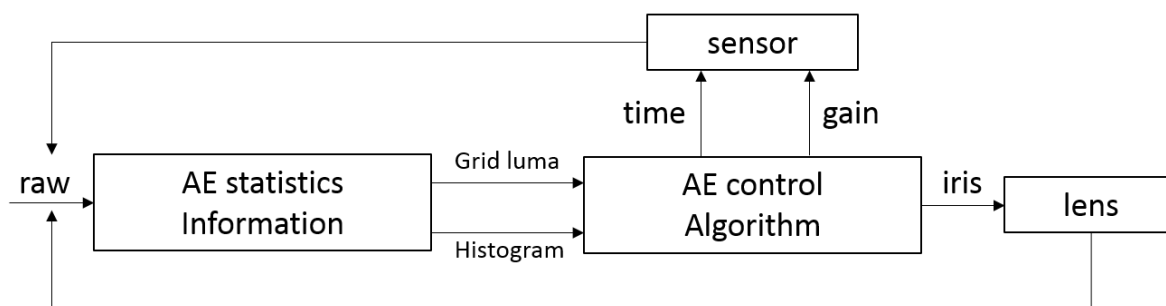 sensor
time
gain
raw
AE statistics
Information
Grid luma
Histogram
AE control
Algorithm
iris
lens